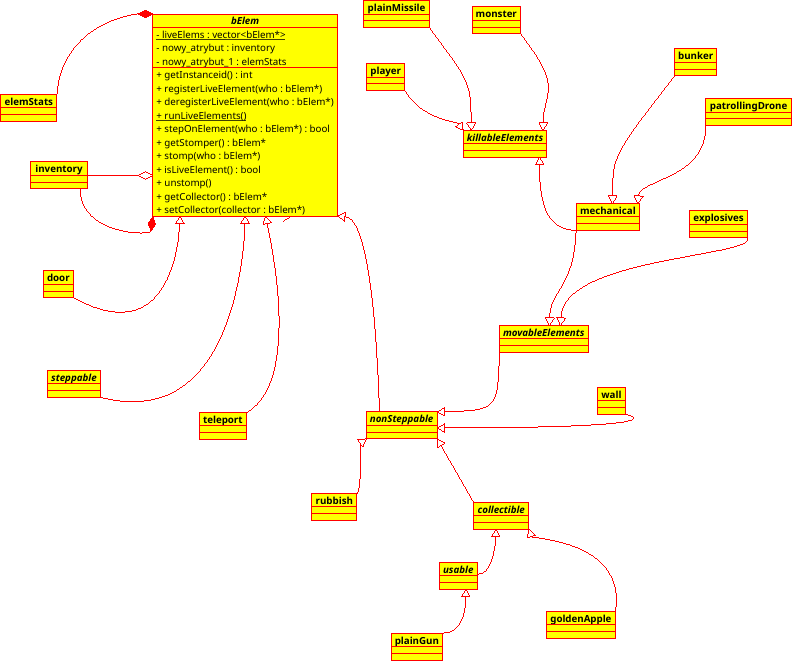 bElem
- liveElems : vector<bElem*>
- nowy_atrybut : inventory
- nowy_atrybut_1 : elemStats
+ getInstanceid() : int
+ registerLiveElement(who : bElem*)
+ deregisterLiveElement(who : bElem*)
+ runLiveElements()
+ stepOnElement(who : bElem*) : bool
+ getStomper() : bElem*
+ stomp(who : bElem*)
+ isLiveElement() : bool
+ unstomp()
+ getCollector() : bElem*
+ setCollector(collector : bElem*)
plainMissile
monster
player
bunker
elemStats
patrollingDrone
killableElements
inventory
mechanical
explosives
door
movableElements
steppable
wall
teleport
nonSteppable
rubbish
collectible
usable
goldenApple
plainGun